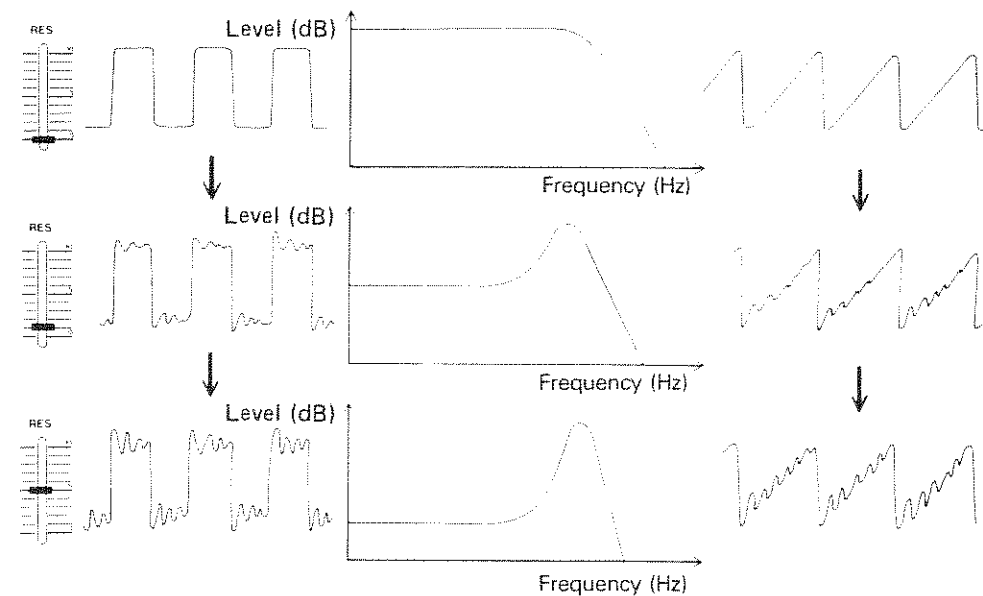 RES
Level (dB)
Frequency (Hz)
RES
Level (dB)
Frequency (Hz)
RES
Level (dB)
Frequency (Hz)